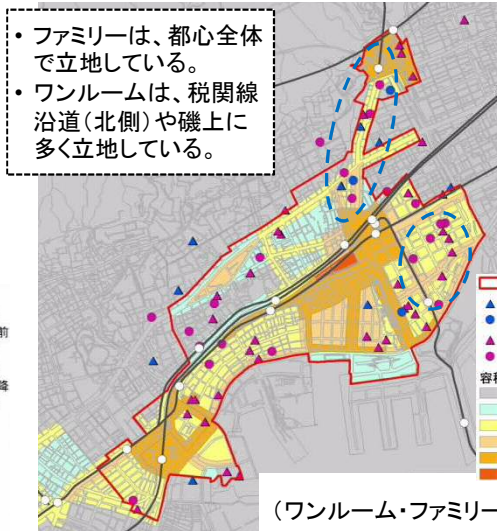 • ファミリーは、都心全体
で立地している。
• ワンルームは、税関線
沿道(北側)や磯上に
多く立地している。
前
降
容積
(ワンルーム・ファミリー